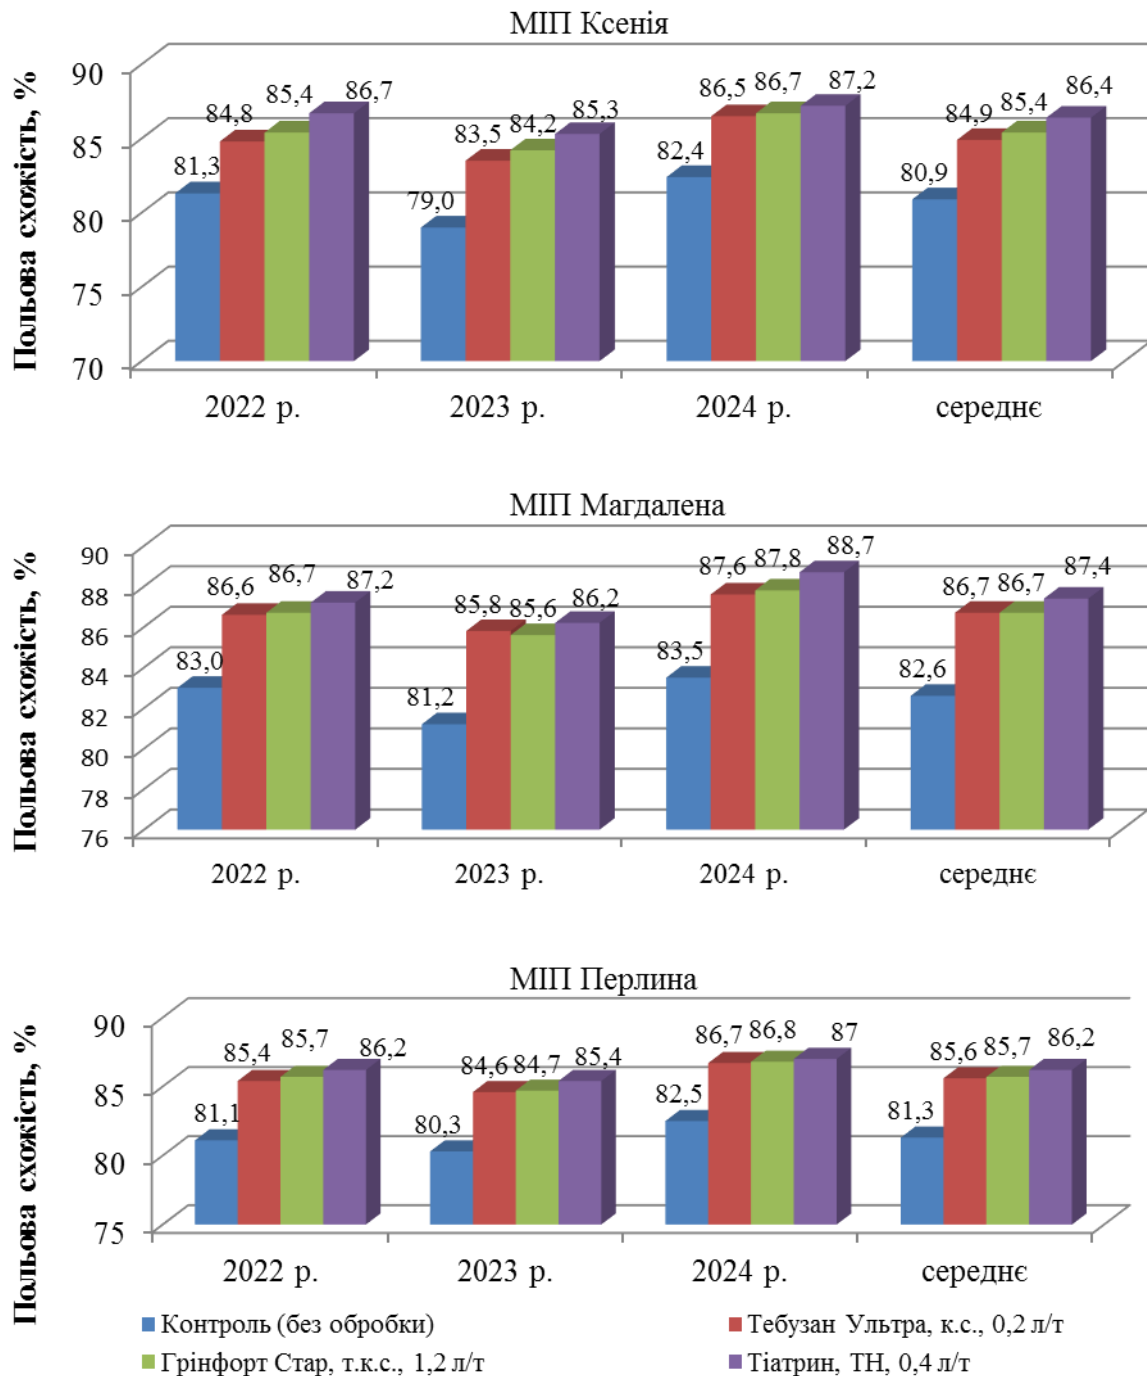 МІП Ксенія
Польова схожість, %
90
85
80
75
70
81,3 84,8 85,4 86,7
79,0 83,5 84,2 85,3
82,4 86,5 86,7 87,2
80,9 84,9 85,4 86,4
2022 р. 2023 р. 2024 р. середнє
МІП Магдалена
Польова схожість, %
90
88
86
84
82
80
78
76
83,0 86,6 86,7 87,2
81,2 85,8 85,6 86,2
83,5 87,6 87,8 88,7
82,6 86,7 86,7 87,4
2022 р. 2023 р. 2024 р. середнє
МІП Перлина
Польова схожість, %
90
85
80
75
81,1 85,4 85,7 86,2
80,3 84,6 84,7 85,4
82,5 86,7 86,8 87
81,3 85,6 85,7 86,2
2022 р. 2023 р. 2024 р. середнє
Контроль (без обробки) Тебузан Ультра, к.с., 0,2 л/т
Грінфорт Стар, т.к.с., 1,2 л/т Тіатрин, ТН, 0,4 л/т